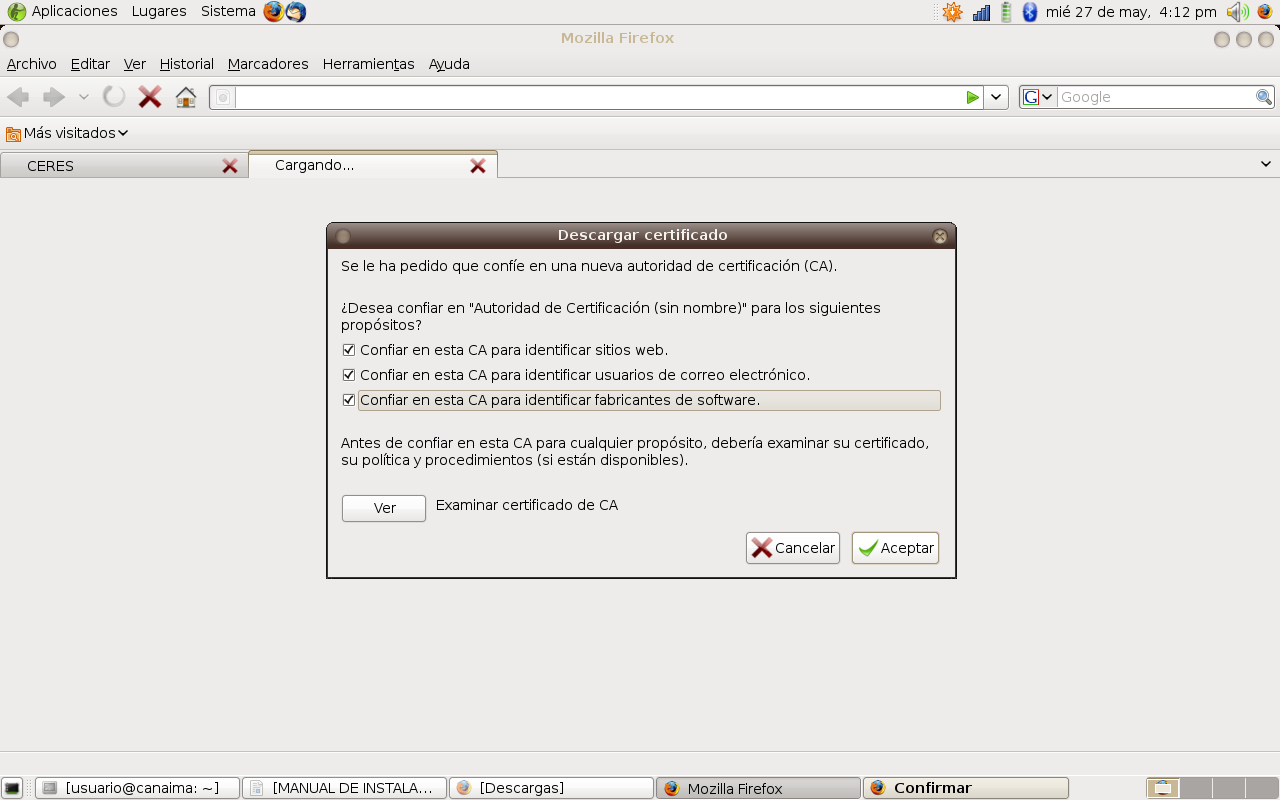 Aplicaciones Lugares Sistema mié 27 de may, 4:12 pm
Mozilla Firefox
Archivo Editar Ver Historial Marcadores Herramientas Ayuda
G Google
Más visitados
CERES Cargando...
Descargar certificado
Se le ha pedido que confíe en una nueva autoridad de certificación (CA).
¿Desea confiar en "Autoridad de Certificación (sin nombre)" para los siguientes
propósitos?
Confiar en esta CA para identificar sitios web.
Confiar en esta CA para identificar usuarios de correo electrónico.
Confiar en esta CA para identificar fabricantes de software.
Antes de confiar en esta CA para cualquier propósito, debería examinar su certificado,
su política y procedimientos (si están disponibles).
Ver Examinar certificado de CA
Cancelar Aceptar
[usuario@canaima: ~] [MANUAL DE INSTALA... [Descargas] Mozilla Firefox Confirmar